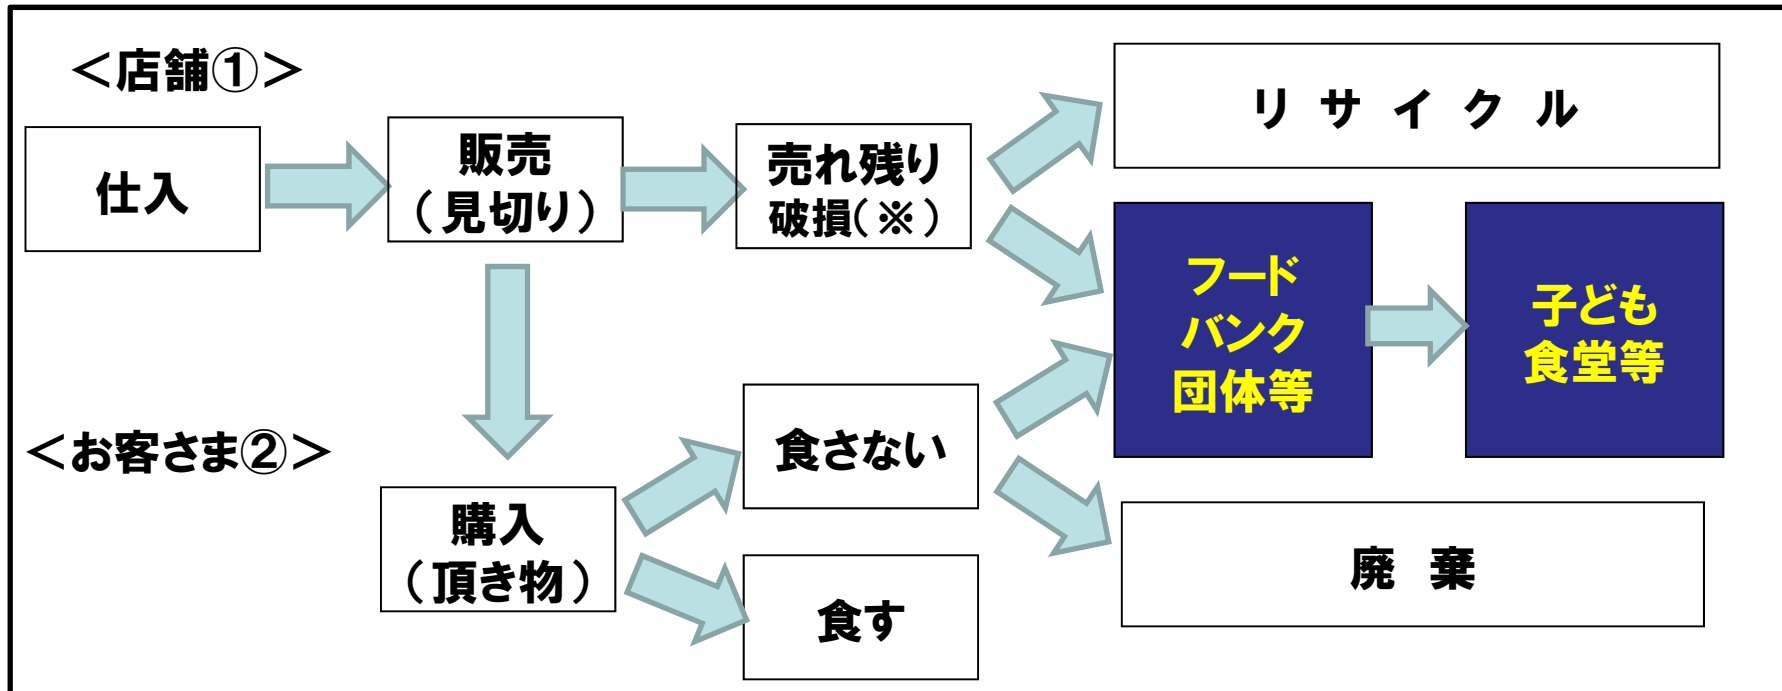 ＜店舗①＞
仕入
販売
（見切り）
売れ残り
破損(※)
リサイクル
フード
バンク
団体等
子ども
食堂等
＜お客さま②＞
購入
（頂き物）
食さない
食す
廃棄